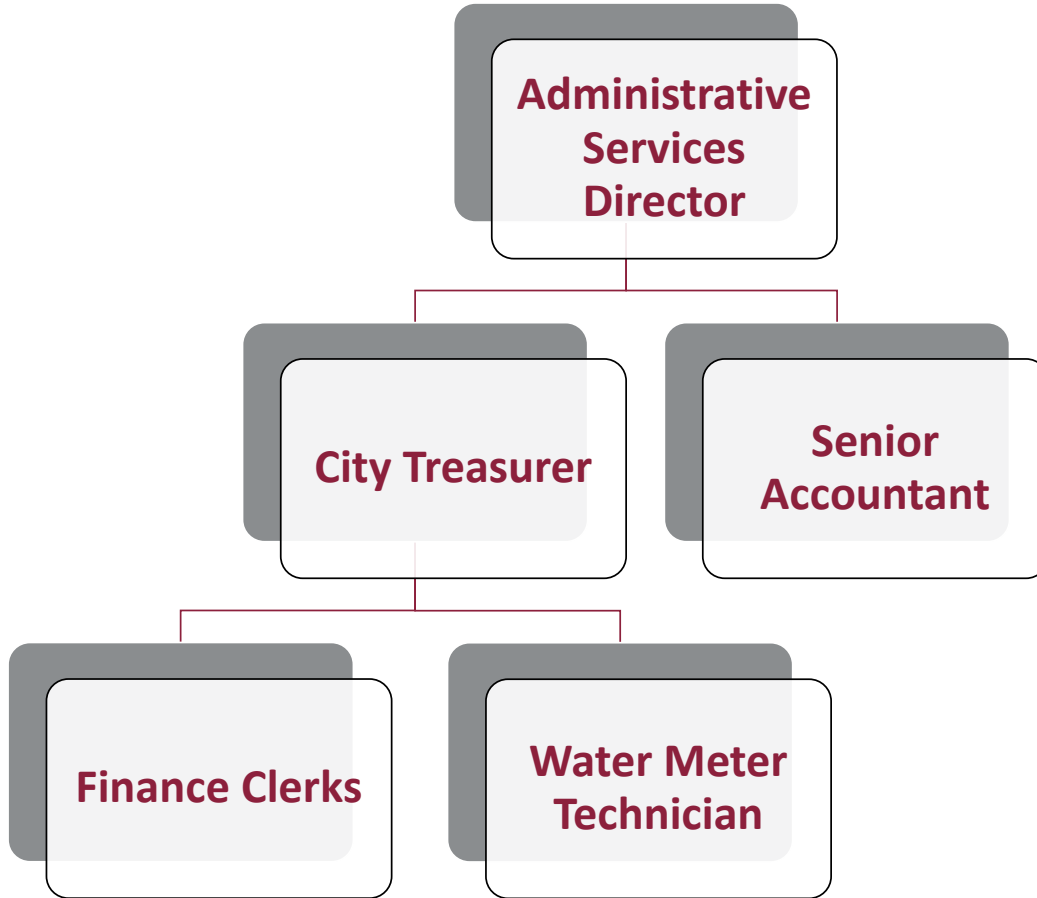 Administrative
Services
Director
City Treasurer
Senior
Accountant
Finance Clerks
Water Meter
Technician